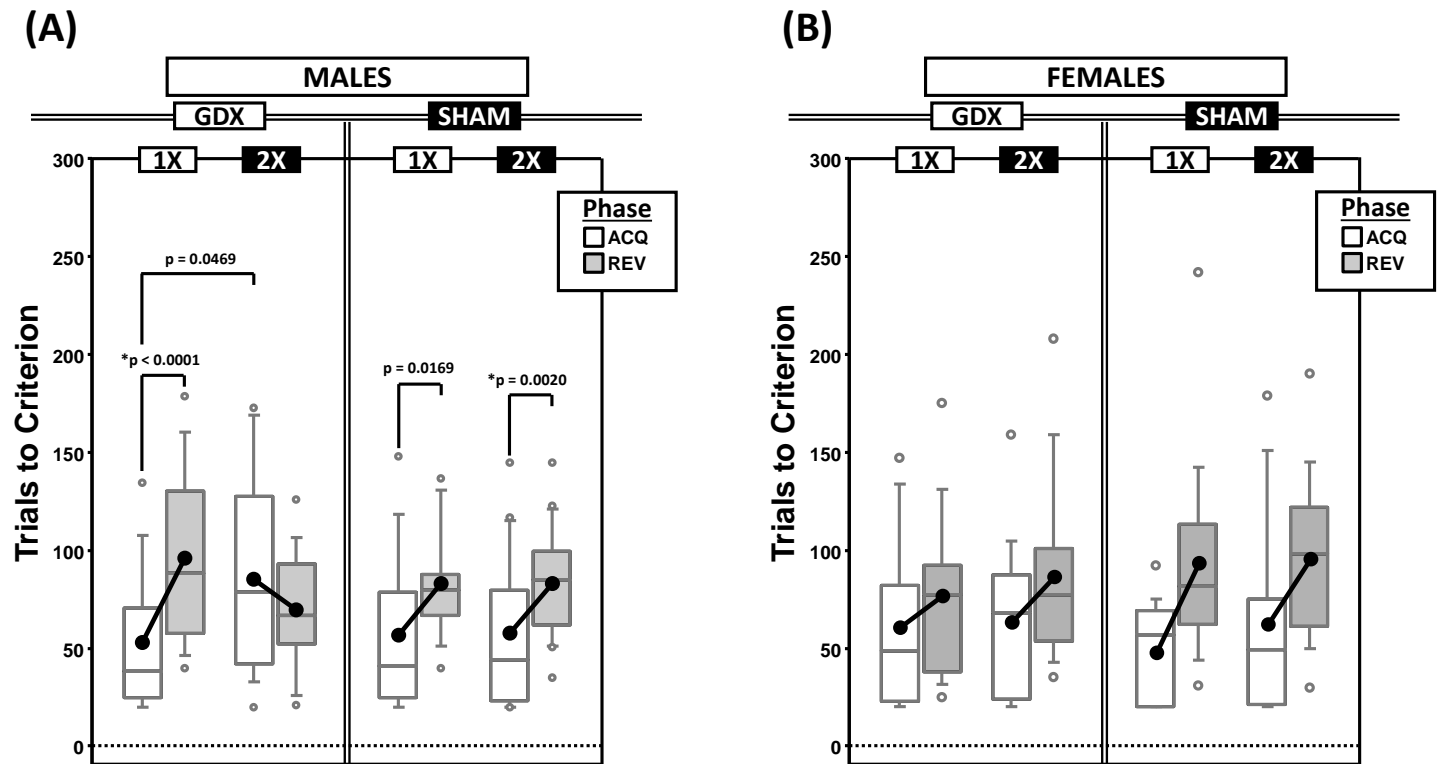 (A)
MALES
GDX
SHAM
1X
2X
1X
2X
Phase
ACQ
REV
Trials to Criterion
300
250
200
150
100
50
0
p = 0.0469
*p < 0.0001
p = 0.0169
*p = 0.0020
(B)
FEMALES
GDX
SHAM
1X
2X
1X
2X
Phase
ACQ
REV
Trials to Criterion
300
250
200
150
100
50
0